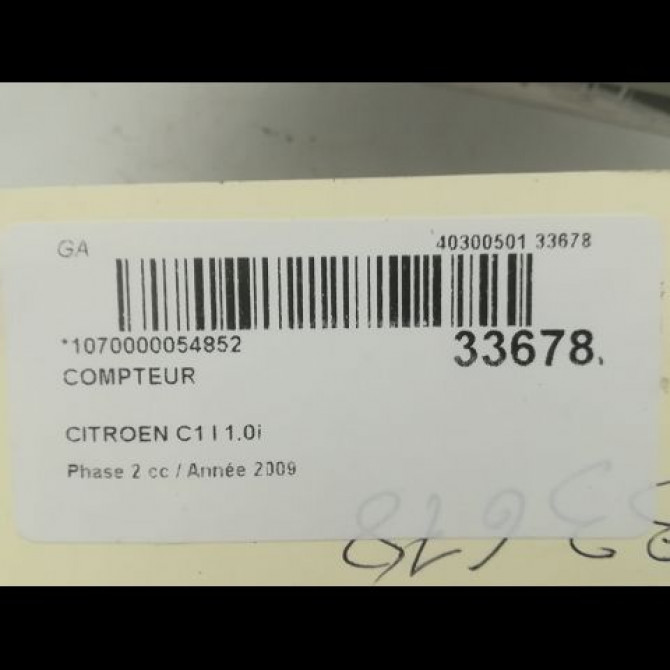 GA
40300501 33678
*1070000054852
33678.
COMPTEUR
CITROEN C1 I 1.0i
Phase 2 cc / Année 2009